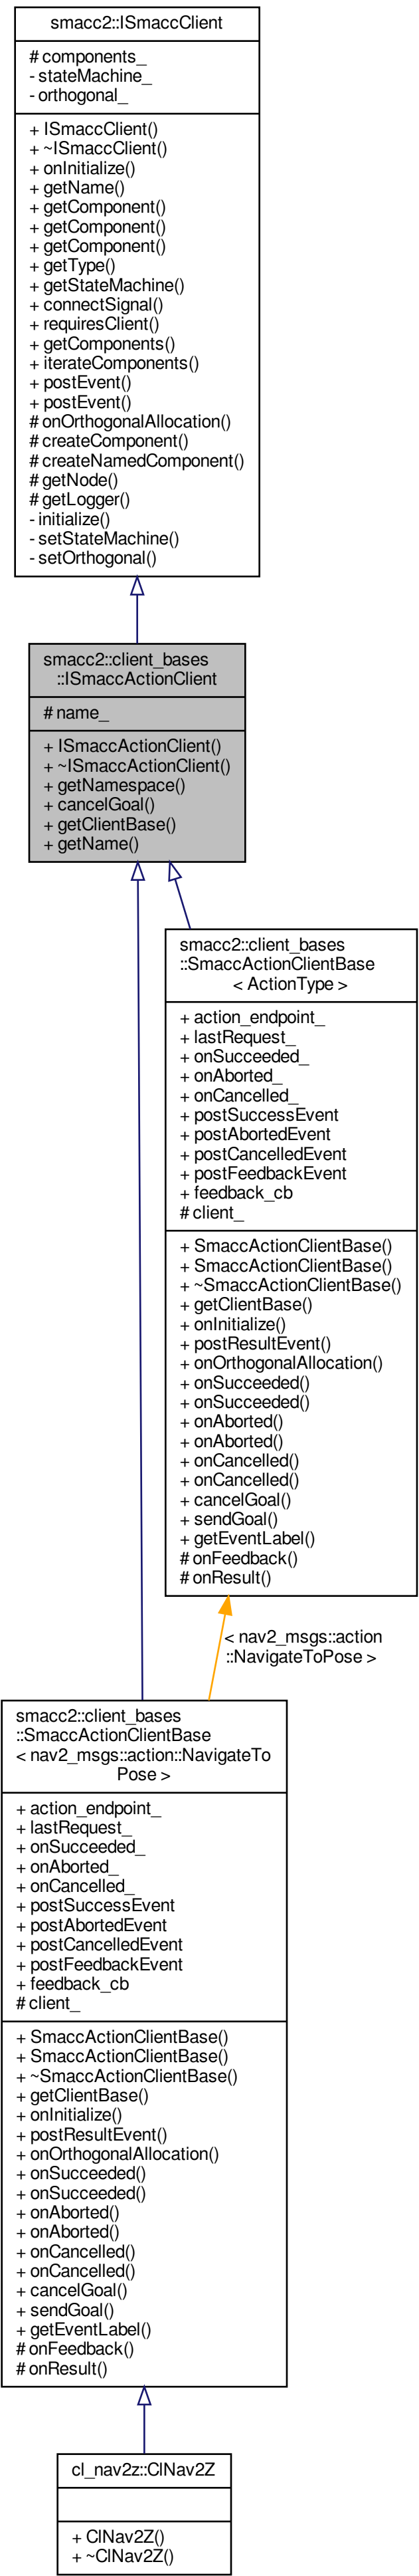 smacc2::ISmaccClient
# components_
- stateMachine_
- orthogonal_
+ ISmaccClient()
+ ~ISmaccClient()
+ onInitialize()
+ getName()
+ getComponent()
+ getComponent()
+ getComponent()
+ getType()
+ getStateMachine()
+ connectSignal()
+ requiresClient()
+ getComponents()
+ iterateComponents()
+ postEvent()
+ postEvent()
# onOrthogonalAllocation()
# createComponent()
# createNamedComponent()
# getNode()
# getLogger()
- initialize()
- setStateMachine()
- setOrthogonal()
smacc2::client_bases
::ISmaccActionClient
# name_
+ ISmaccActionClient()
+ ~ISmaccActionClient()
+ getNamespace()
+ cancelGoal()
+ getClientBase()
+ getName()
smacc2::client_bases
::SmaccActionClientBase
< ActionType >
+ action_endpoint_
+ lastRequest_
+ onSucceeded_
+ onAborted_
+ onCancelled_
+ postSuccessEvent
+ postAbortedEvent
+ postCancelledEvent
+ postFeedbackEvent
+ feedback_cb
# client_
+ SmaccActionClientBase()
+ SmaccActionClientBase()
+ ~SmaccActionClientBase()
+ getClientBase()
+ onInitialize()
+ postResultEvent()
+ onOrthogonalAllocation()
+ onSucceeded()
+ onSucceeded()
+ onAborted()
+ onAborted()
+ onCancelled()
+ onCancelled()
+ cancelGoal()
+ sendGoal()
+ getEventLabel()
# onFeedback()
# onResult()
< nav2_msgs::action
::NavigateToPose >
smacc2::client_bases
::SmaccActionClientBase
< nav2_msgs::action::NavigateTo
Pose >
+ action_endpoint_
+ lastRequest_
+ onSucceeded_
+ onAborted_
+ onCancelled_
+ postSuccessEvent
+ postAbortedEvent
+ postCancelledEvent
+ postFeedbackEvent
+ feedback_cb
# client_
+ SmaccActionClientBase()
+ SmaccActionClientBase()
+ ~SmaccActionClientBase()
+ getClientBase()
+ onInitialize()
+ postResultEvent()
+ onOrthogonalAllocation()
+ onSucceeded()
+ onSucceeded()
+ onAborted()
+ onAborted()
+ onCancelled()
+ onCancelled()
+ cancelGoal()
+ sendGoal()
+ getEventLabel()
# onFeedback()
# onResult()
cl_nav2z::ClNav2Z
+ ClNav2Z()
+ ~ClNav2Z()